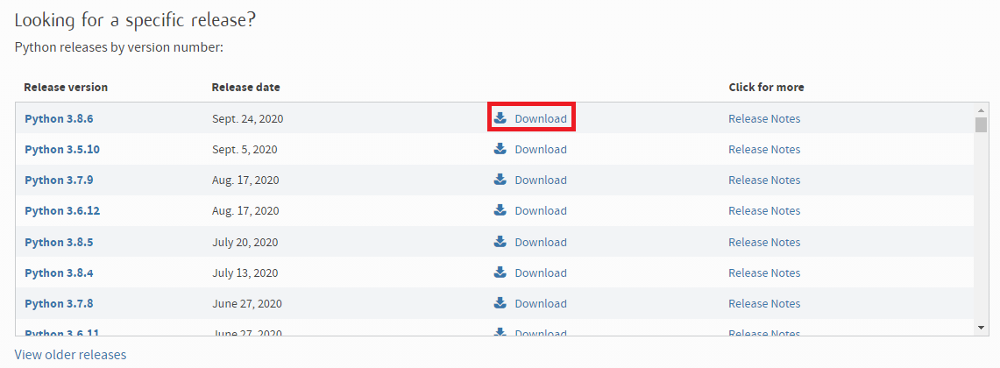 Looking for a specific release?
Python releases by version number:
Release version Release date Click for more
Python 3.8.6 Sept. 24, 2020 Download Release Notes
Python 3.5.10 Sept. 5, 2020 Download Release Notes
Python 3.7.9 Aug. 17, 2020 Download Release Notes
Python 3.6.12 Aug. 17, 2020 Download Release Notes
Python 3.8.5 July 20, 2020 Download Release Notes
Python 3.8.4 July 13, 2020 Download Release Notes
Python 3.7.8 June 27, 2020 Download Release Notes
Python 3.6.11 June 27, 2020 Download Release Notes
View older releases